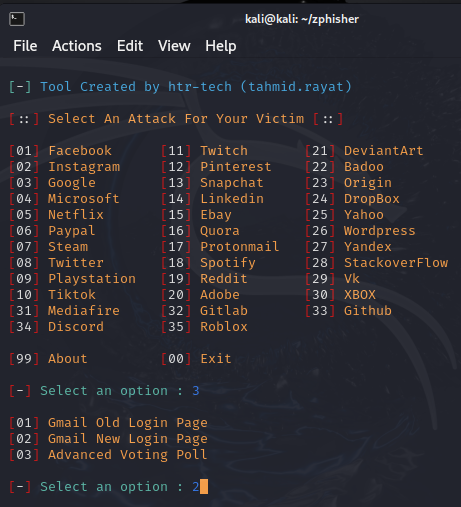 kali@kali: ~/zphisher
File Actions Edit View Help
[-] Tool Created by htr-tech (tahmid.rayat)
[::] Select An Attack For Your Victim [::]
[01] Facebook [11] Twitch [21] DeviantArt
[02] Instagram [12] Pinterest [22] Badoo
[03] Google [13] Snapchat [23] Origin
[04] Microsoft [14] Linkedin [24] DropBox
[05] Netflix [15] Ebay [25] Yahoo
[06] Paypal [16] Quora [26] Wordpress
[07] Steam [17] Protonmail [27] Yandex
[08] Twitter [18] Spotify [28] StackoverFlow
[09] Playstation [19] Reddit [29] Vk
[10] Tiktok [20] Adobe [30] XBOX
[31] Mediafire [32] Gitlab [33] Github
[34] Discord [35] Roblox
[99] About [00] Exit
[-] Select an option : 3
[01] Gmail Old Login Page
[02] Gmail New Login Page
[03] Advanced Voting Poll
[-] Select an option : 2